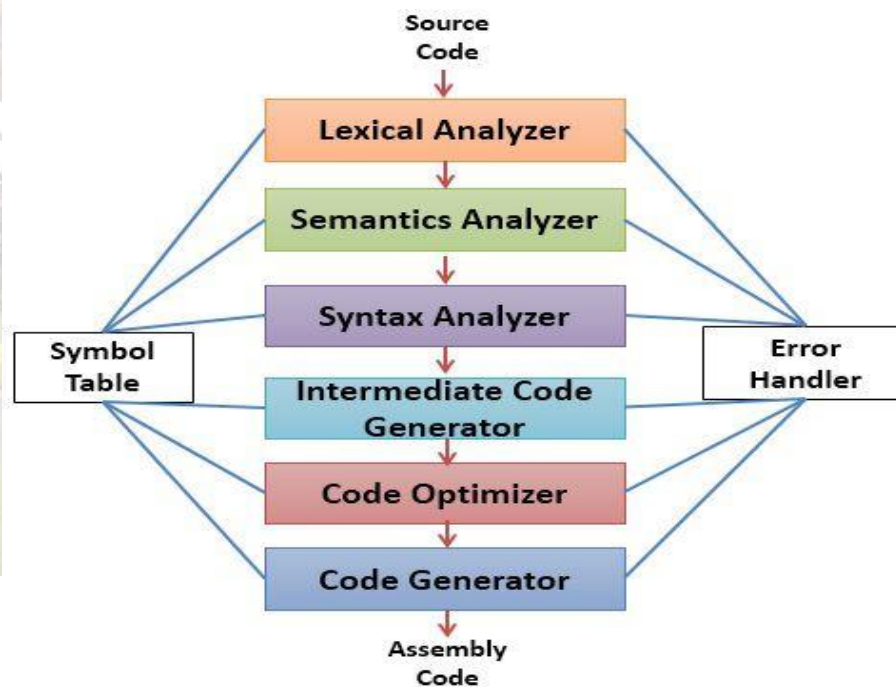 Source
Code
Lexical Analyzer
Semantics Analyzer
Syntax Analyzer
Symbol
Table
Error
Handler
Intermediate Code
Generator
Code Optimizer
Code Generator
Assembly
Code